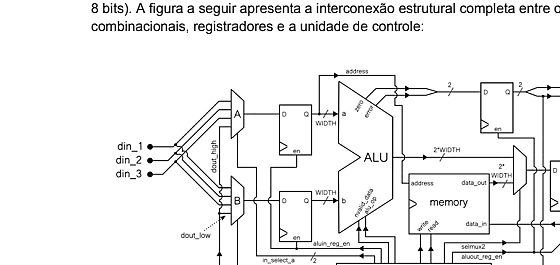 8 bits). A figura a seguir apresenta a interconexão estrutural completa entre o
combinacionais, registradores e a unidade de controle:
address
2
D Q
A
D Q
WIDTH
en
zero
error
a
en
din_1
din_2
din_3
dout_high
ALU
2*WIDTH
2*
WIDTH
D
address
data_out
memory
B
D Q
WIDTH
b
en
invalid_data
alu_op
write
read
data_in
dout_low
aluin_reg_en
selmux2
in_select_a
2
aluout_reg_en